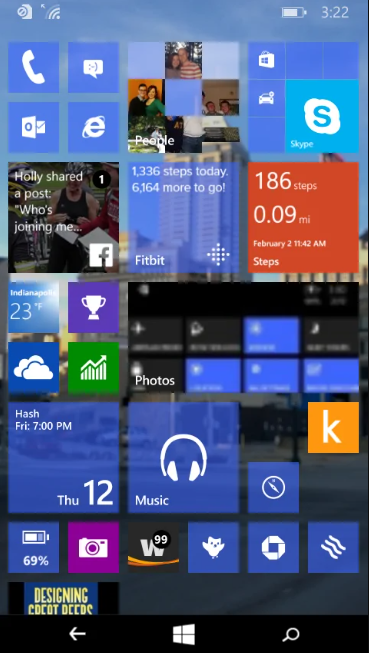 3:22
People
Skype
Holly shared
a post:
"Who's
joining me...
1
1,336 steps today.
6,164 more to go!
Fitbit
186 steps
0.09 mi
February 2 11:42 AM
Steps
Indianapolis
23°F
Photos
Hash
Fri: 7:00 PM
Thu 12
Music
k
69%
W
99
DESIGNING
GREAT BEERS